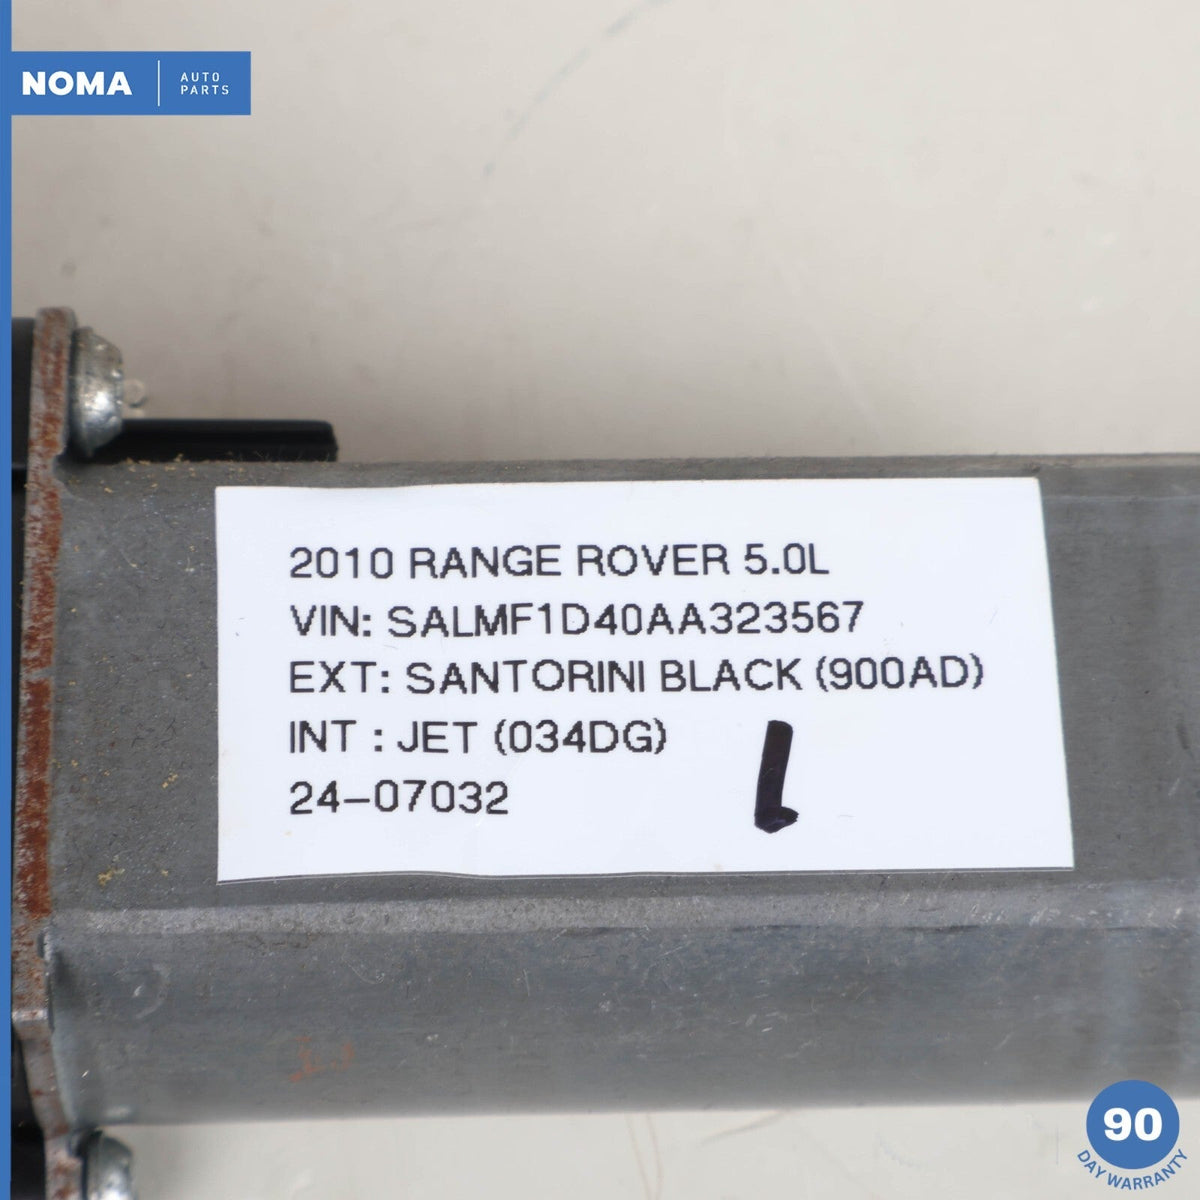 NOMA
AUTO
PARTS
2010 RANGE ROVER 5.0L
VIN: SALMF1D40AA323567
EXT: SANTORINI BLACK (900AD)
INT : JET (034DG)
24-07032
L
90
DAY WARRANTY